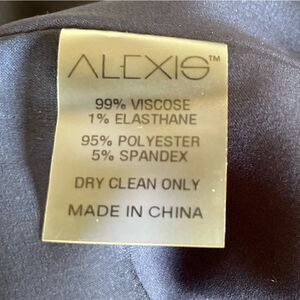 ALEXIS™
99% VISCOSE
1% ELASTHANE
95% POLYESTER
5% SPANDEX
DRY CLEAN ONLY
MADE IN CHINA